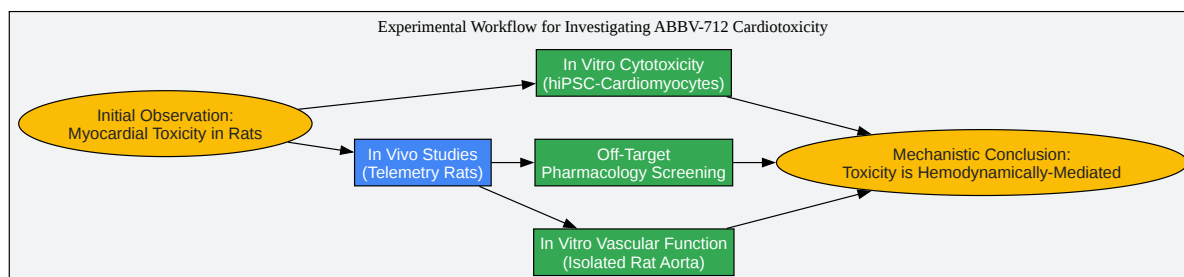 Experimental Workflow for Investigating ABBV-712 Cardiotoxicity
In Vitro Cytotoxicity
(hiPSC-Cardiomyocytes)
Initial Observation:
Myocardial Toxicity in Rats
In Vivo Studies
(Telemetry Rats)
Off-Target
Pharmacology Screening
Mechanistic Conclusion:
Toxicity is Hemodynamically-Mediated
In Vitro Vascular Function
(Isolated Rat Aorta)